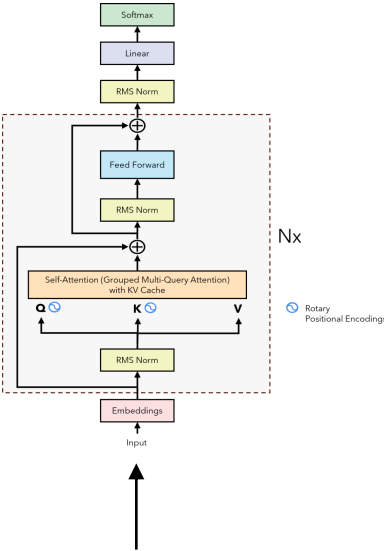 Softmax
Linear
RMS Norm
Feed Forward
RMS Norm
Nx
Self-Attention (Grouped Multi-Query Attention)
with KV Cache
Q K V
Rotary
Positional Encodings
RMS Norm
Embeddings
Input